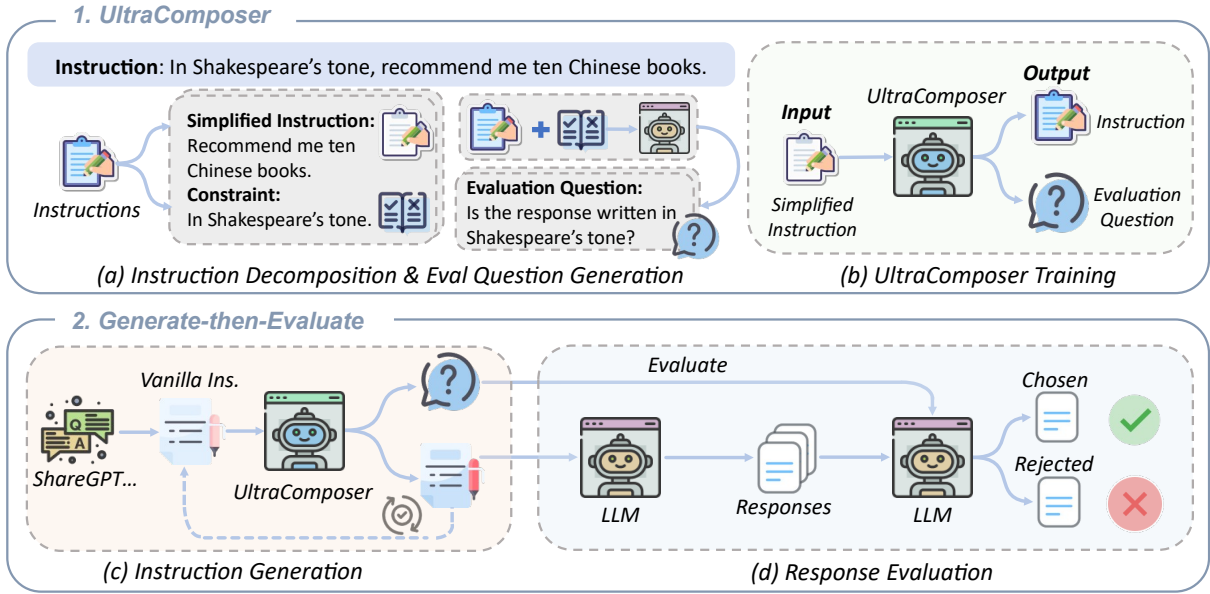 1. UltraComposer
Instruction: In Shakespeare's tone, recommend me ten Chinese books.
Instructions
Simplified Instruction:
Recommend me ten
Chinese books.
Constraint:
In Shakespeare's tone.
+
Evaluation Question:
Is the response written in
Shakespeare's tone?
?
(a) Instruction Decomposition & Eval Question Generation
Input
Simplified
Instruction
UltraComposer
Output
Instruction
?
Evaluation
Question
(b) UltraComposer Training
2. Generate-then-Evaluate
Q
A
ShareGPT...
Vanilla Ins.
UltraComposer
?
(c) Instruction Generation
Evaluate
LLM
Responses
LLM
Chosen
Rejected
(d) Response Evaluation